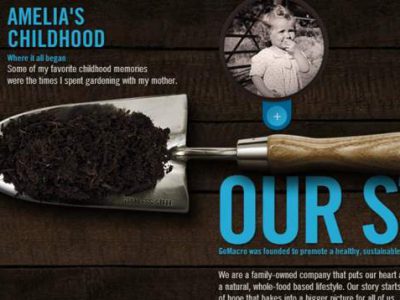 AMELIA'S
CHILDHOOD
Where it all began
Some of my favorite childhood memories
were the times I spent gardening with my mother.
+
STAINLESS STEEL
OUR S
GoMacro was founded to promote a healthy, sustainable
We are a family-owned company that puts our heart
a natural, whole-food based lifestyle. Our story starts
of hope that bakes into a bigger picture for all of us